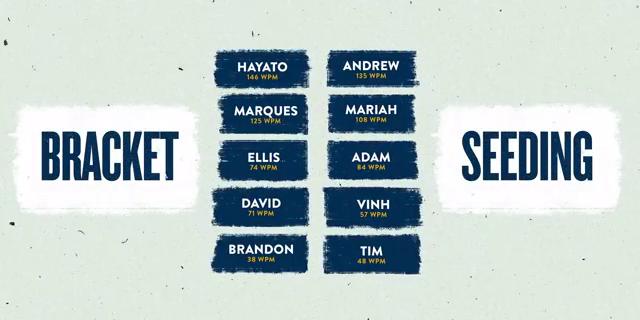 BRACKET
HAYATO
146 WPM
ANDREW
135 WPM
MARQUES
125 WPM
MARIAH
108 WPM
ELLIS
74 WPM
ADAM
84 WPM
DAVID
71 WPM
VINH
57 WPM
BRANDON
38 WPM
TIM
48 WPM
SEEDING